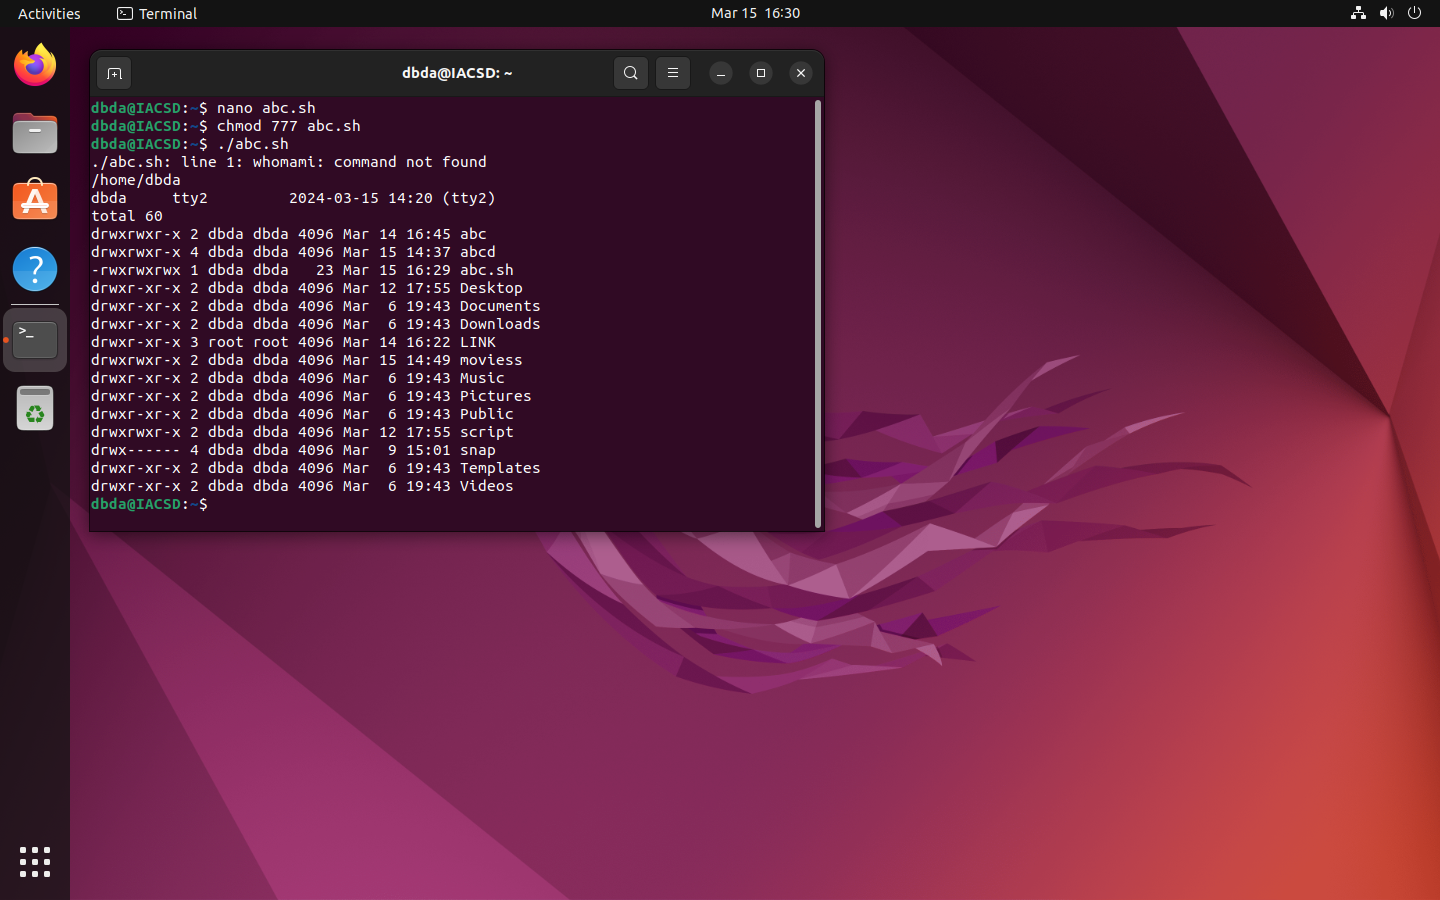 Activities Terminal Mar 15 16:30
dbda@IACSD: ~
dbda@IACSD:~$ nano abc.sh
dbda@IACSD:~$ chmod 777 abc.sh
dbda@IACSD:~$ ./abc.sh
./abc.sh: line 1: whomami: command not found
/home/dbda
dbda     tty2         2024-03-15 14:20 (tty2)
total 60
drwxrwxr-x 2 dbda dbda 4096 Mar 14 16:45 abc
drwxrwxr-x 4 dbda dbda 4096 Mar 15 14:37 abcd
-rwxrwxrwx 1 dbda dbda   23 Mar 15 16:29 abc.sh
drwxr-xr-x 2 dbda dbda 4096 Mar 12 17:55 Desktop
drwxr-xr-x 2 dbda dbda 4096 Mar  6 19:43 Documents
drwxr-xr-x 2 dbda dbda 4096 Mar  6 19:43 Downloads
drwxr-xr-x 3 root root 4096 Mar 14 16:22 LINK
drwxrwxr-x 2 dbda dbda 4096 Mar 15 14:49 moviess
drwxr-xr-x 2 dbda dbda 4096 Mar  6 19:43 Music
drwxr-xr-x 2 dbda dbda 4096 Mar  6 19:43 Pictures
drwxr-xr-x 2 dbda dbda 4096 Mar  6 19:43 Public
drwxrwxr-x 2 dbda dbda 4096 Mar 12 17:55 script
drwx------ 4 dbda dbda 4096 Mar  9 15:01 snap
drwxr-xr-x 2 dbda dbda 4096 Mar  6 19:43 Templates
drwxr-xr-x 2 dbda dbda 4096 Mar  6 19:43 Videos
dbda@IACSD:~$